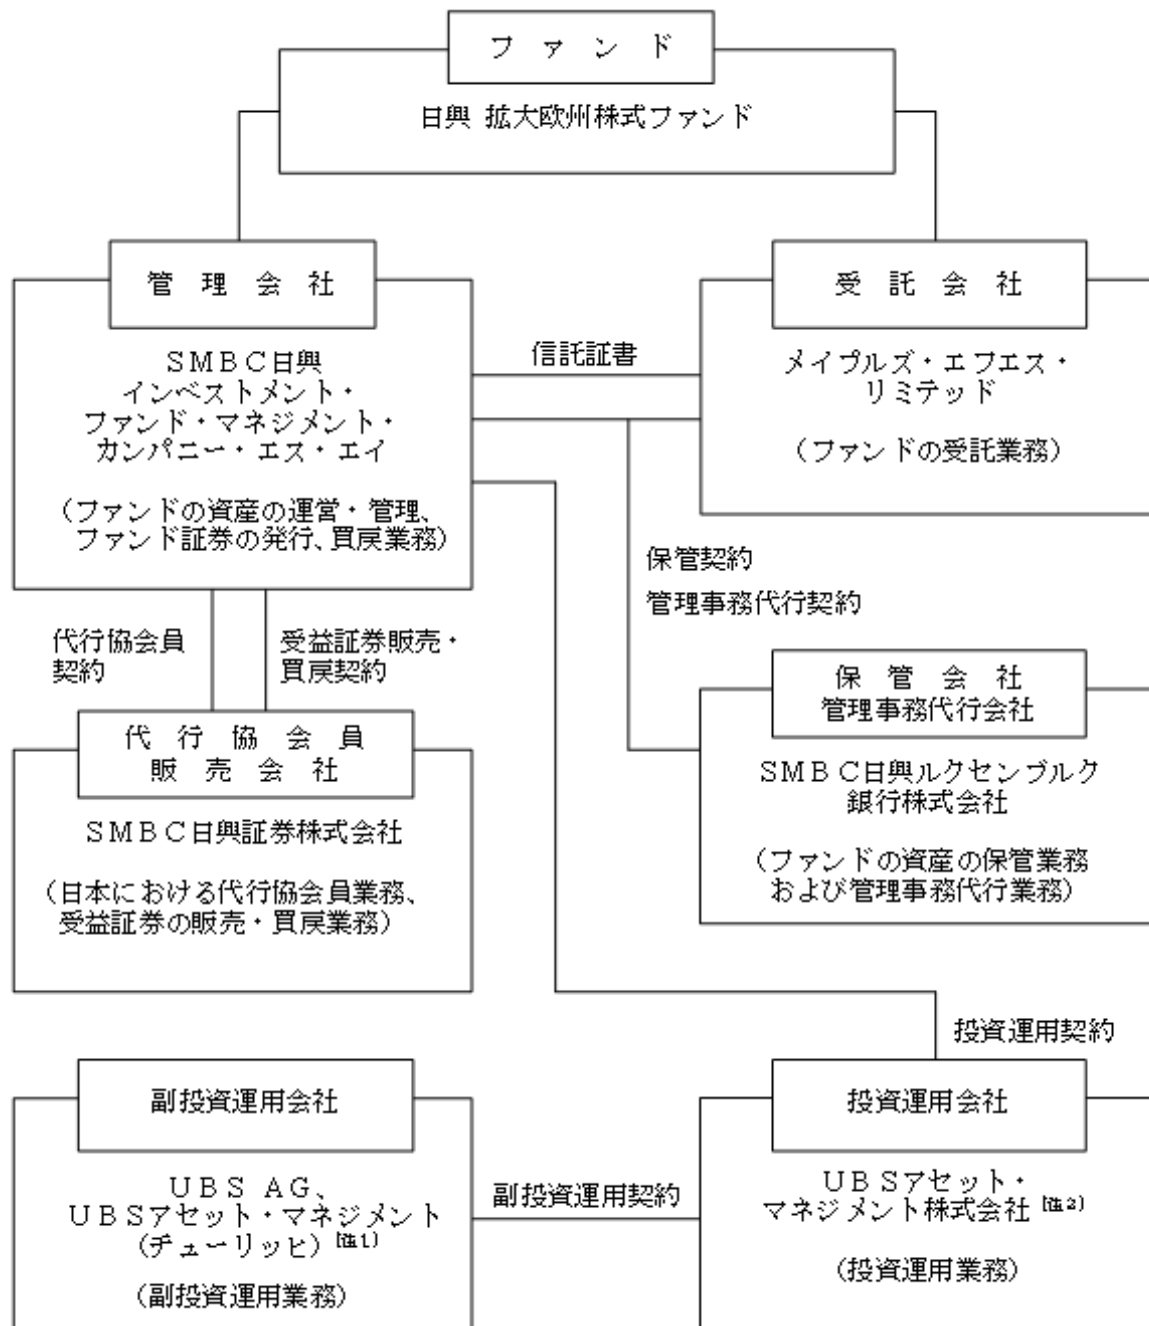 ファンド
日興 拡大欧州株式ファンド
管理会社
SMBC日興
インベストメント・
ファンド・マネジメント・
カンパニー・エス・エイ
（ファンドの資産の運営・管理、
ファンド証券の発行、買戻業務）
信託証書
受託会社
メイプルズ・エフエス・
リミテッド
（ファンドの受託業務）
保管契約
管理事務代行契約
代行協会員
契約
受益証券販売・
買戻契約
保管会社
管理事務代行会社
SMBC日興ルクセンブルク
銀行株式会社
（ファンドの資産の保管業務
および管理事務代行業務）
代行協会員
販売会社
SMBC日興証券株式会社
（日本における代行協会員業務、
受益証券の販売・買戻業務）
投資運用契約
副投資運用会社
UBS AG、
UBSアセット・マネジメント
（チューリッヒ）[注1]
（副投資運用業務）
副投資運用契約
投資運用会社
UBSアセット・
マネジメント株式会社[注2]
（投資運用業務）